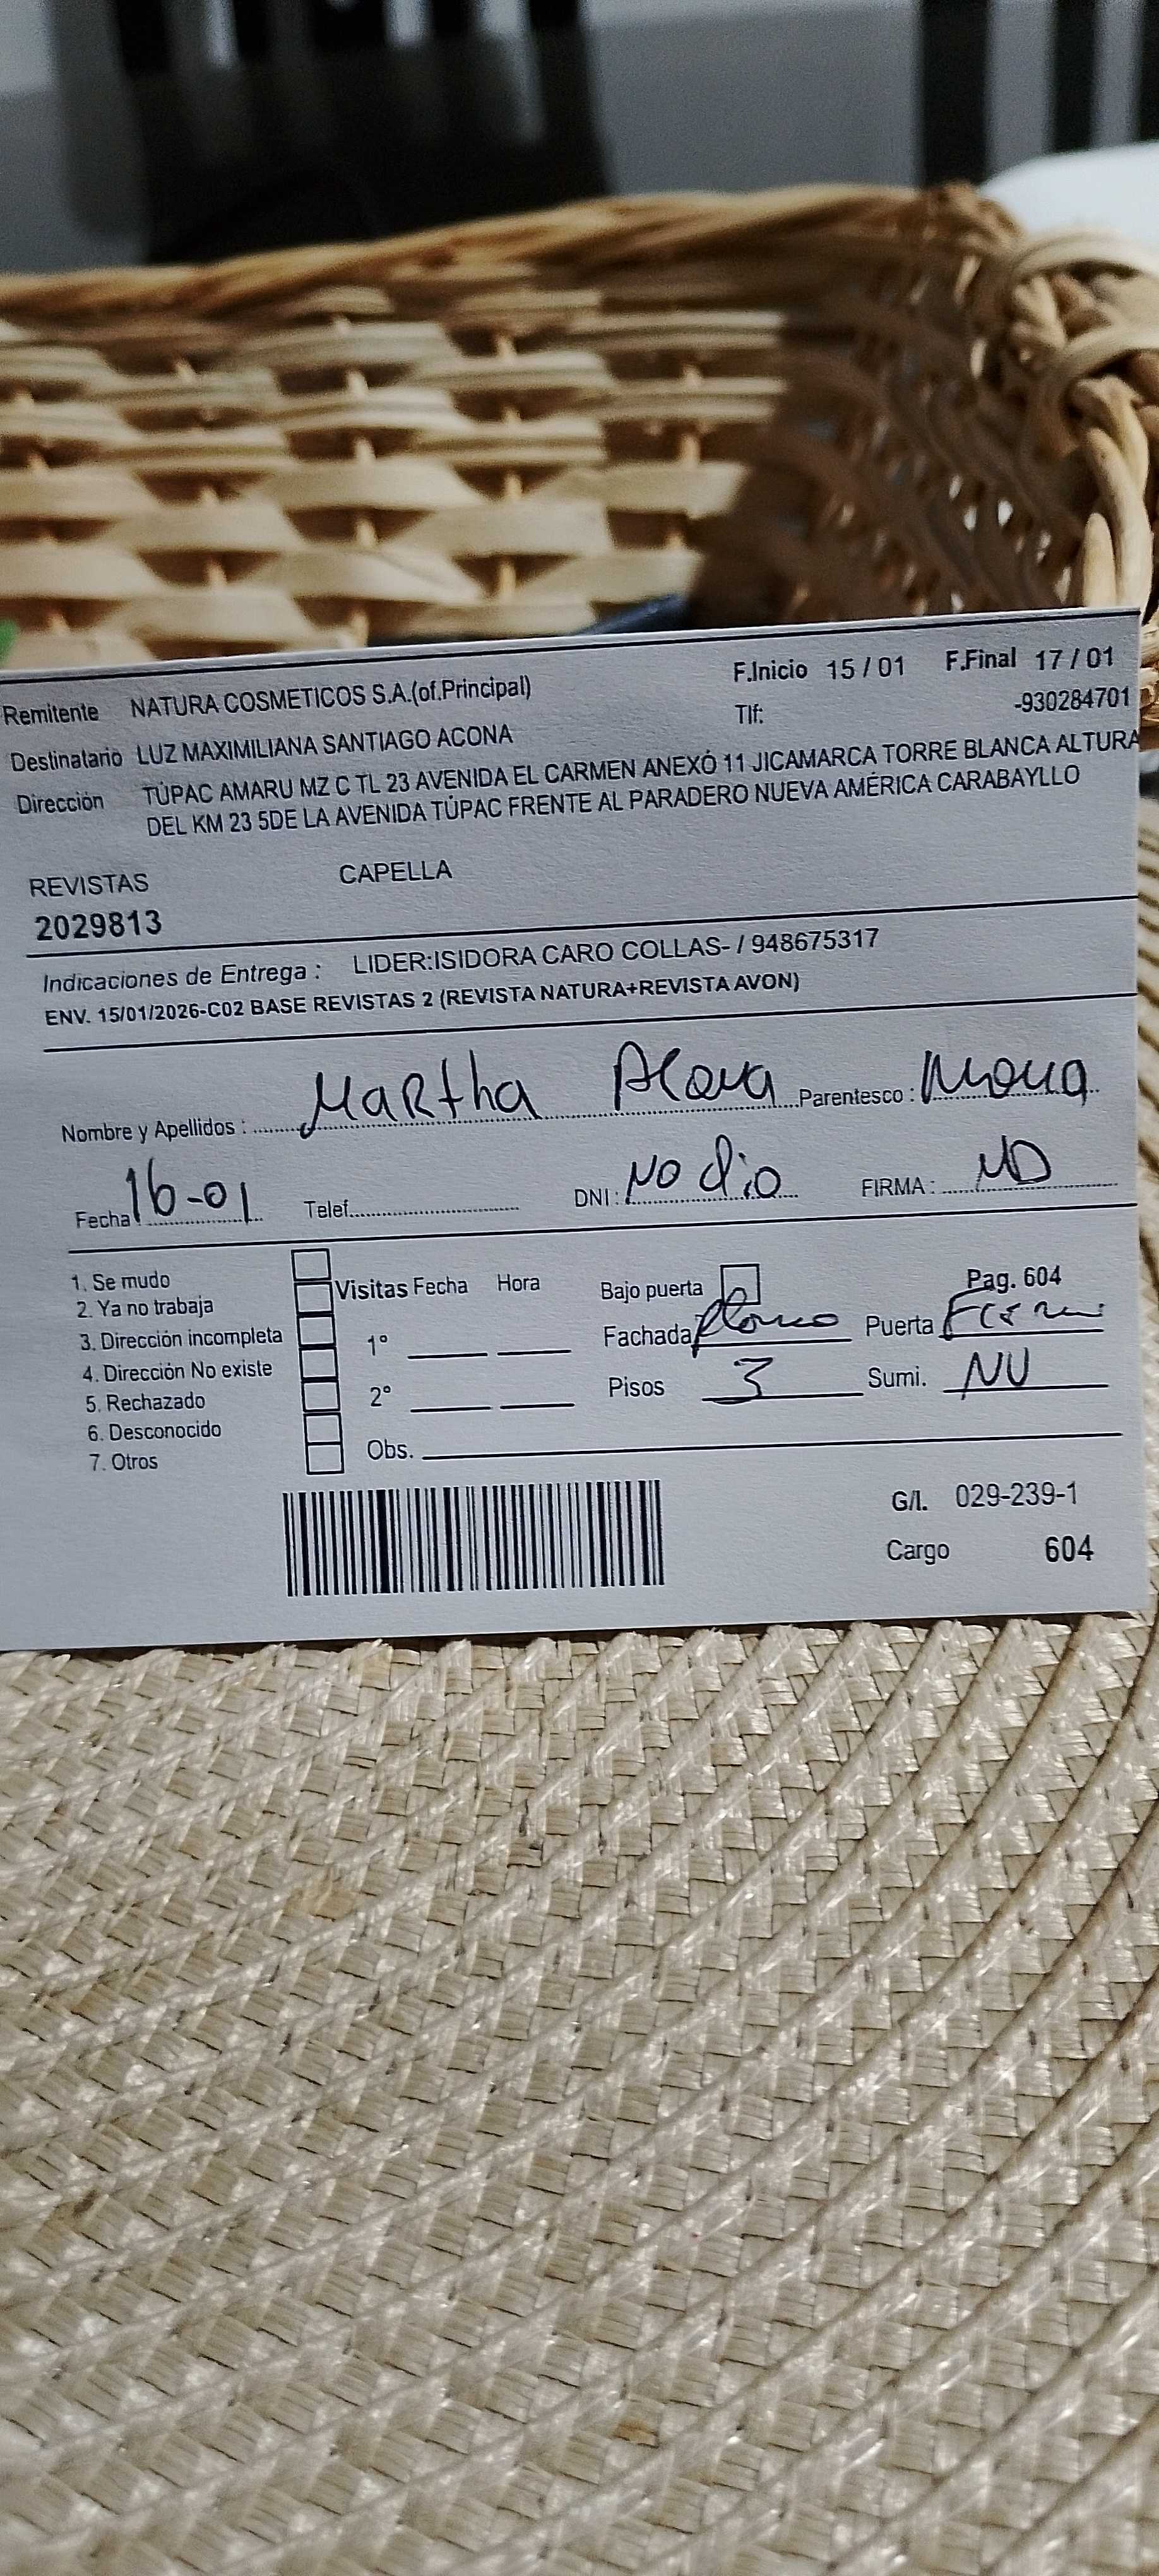 F.Inicio 15 / 01 F.Final 17 / 01
Remitente NATURA COSMETICOS S.A.(of.Principal)
Tlf: -930284701
Destinatario LUZ MAXIMILIANA SANTIAGO ACONA
Dirección TÚPAC AMARU MZ C TL 23 AVENIDA EL CARMEN ANEXÓ 11 JICAMARCA TORRE BLANCA ALTURA
DEL KM 23 5DE LA AVENIDA TÚPAC FRENTE AL PARADERO NUEVA AMÉRICA CARABAYLLO
REVISTAS CAPELLA
2029813
Indicaciones de Entrega : LIDER:ISIDORA CARO COLLAS- / 948675317
ENV. 15/01/2026-C02 BASE REVISTAS 2 (REVISTA NATURA+REVISTA AVON)
Nombre y Apellidos : Martha Parentesco :
Fecha 16-01 Telef. DNI : No dio FIRMA :
1. Se mudo
2. Ya no trabaja
3. Dirección incompleta
4. Dirección No existe
5. Rechazado
6. Desconocido
7. Otros
Visitas Fecha Hora
1°
2°
Obs.
Bajo puerta Pag. 604
Fachada Puerta
Pisos 3 Sumi. NU
G/I. 029-239-1
Cargo 604